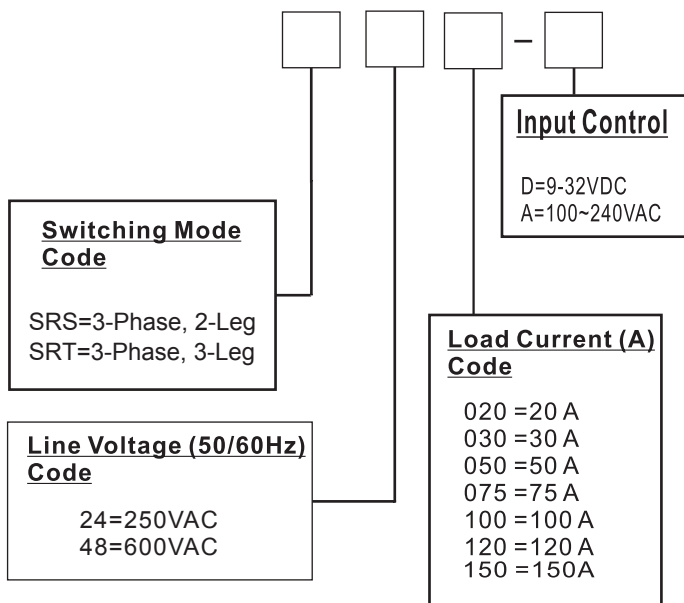 –
Input Control
D=9-32VDC
A=100~240VAC
Switching Mode
Code
SRS=3-Phase, 2-Leg
SRT=3-Phase, 3-Leg
Load Current (A)
Code
020 =20 A
030 =30 A
050 =50 A
075 =75 A
100 =100 A
120 =120 A
150 =150A
Line Voltage (50/60Hz)
Code
24=250VAC
48=600VAC